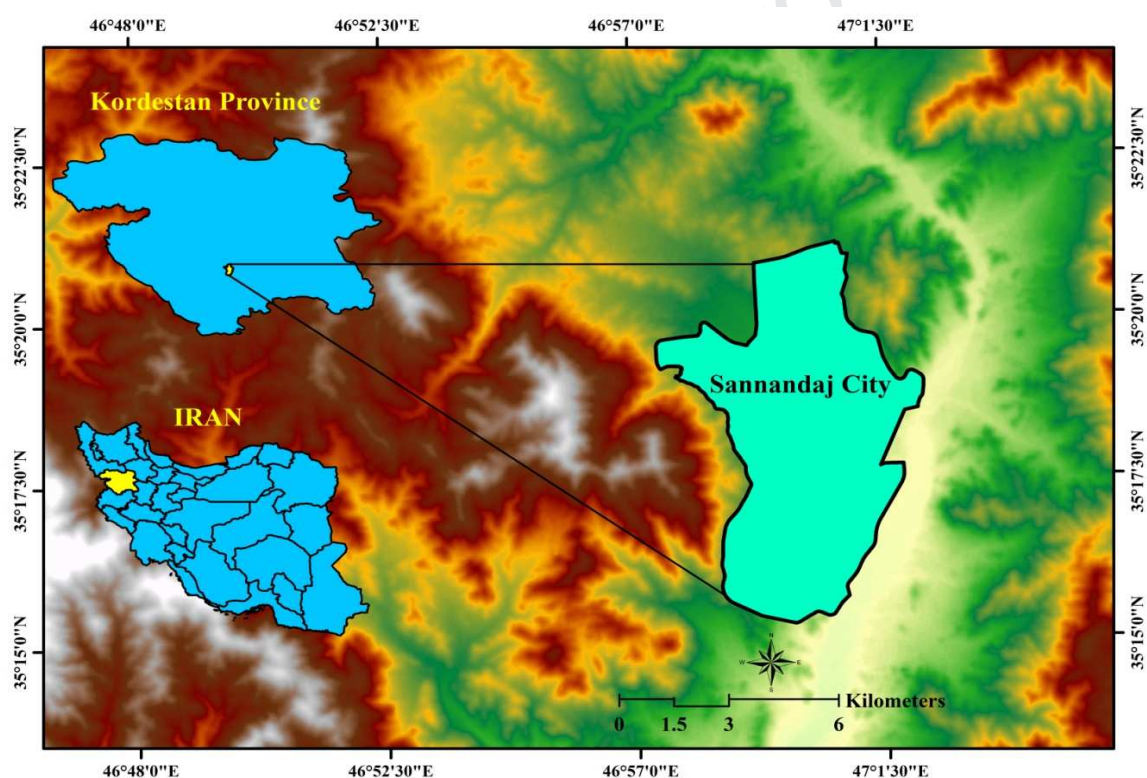 46°48'0"E 46°52'30"E 46°57'0"E 47°1'30"E
Kordestan Province
35°22'30"N 35°22'30"N
35°20'0"N 35°20'0"N
Sannandaj City
IRAN
35°17'30"N 35°17'30"N
35°15'0"N 35°15'0"N
N
W E
S
Kilometers
0 1.5 3 6
46°48'0"E 46°52'30"E 46°57'0"E 47°1'30"E